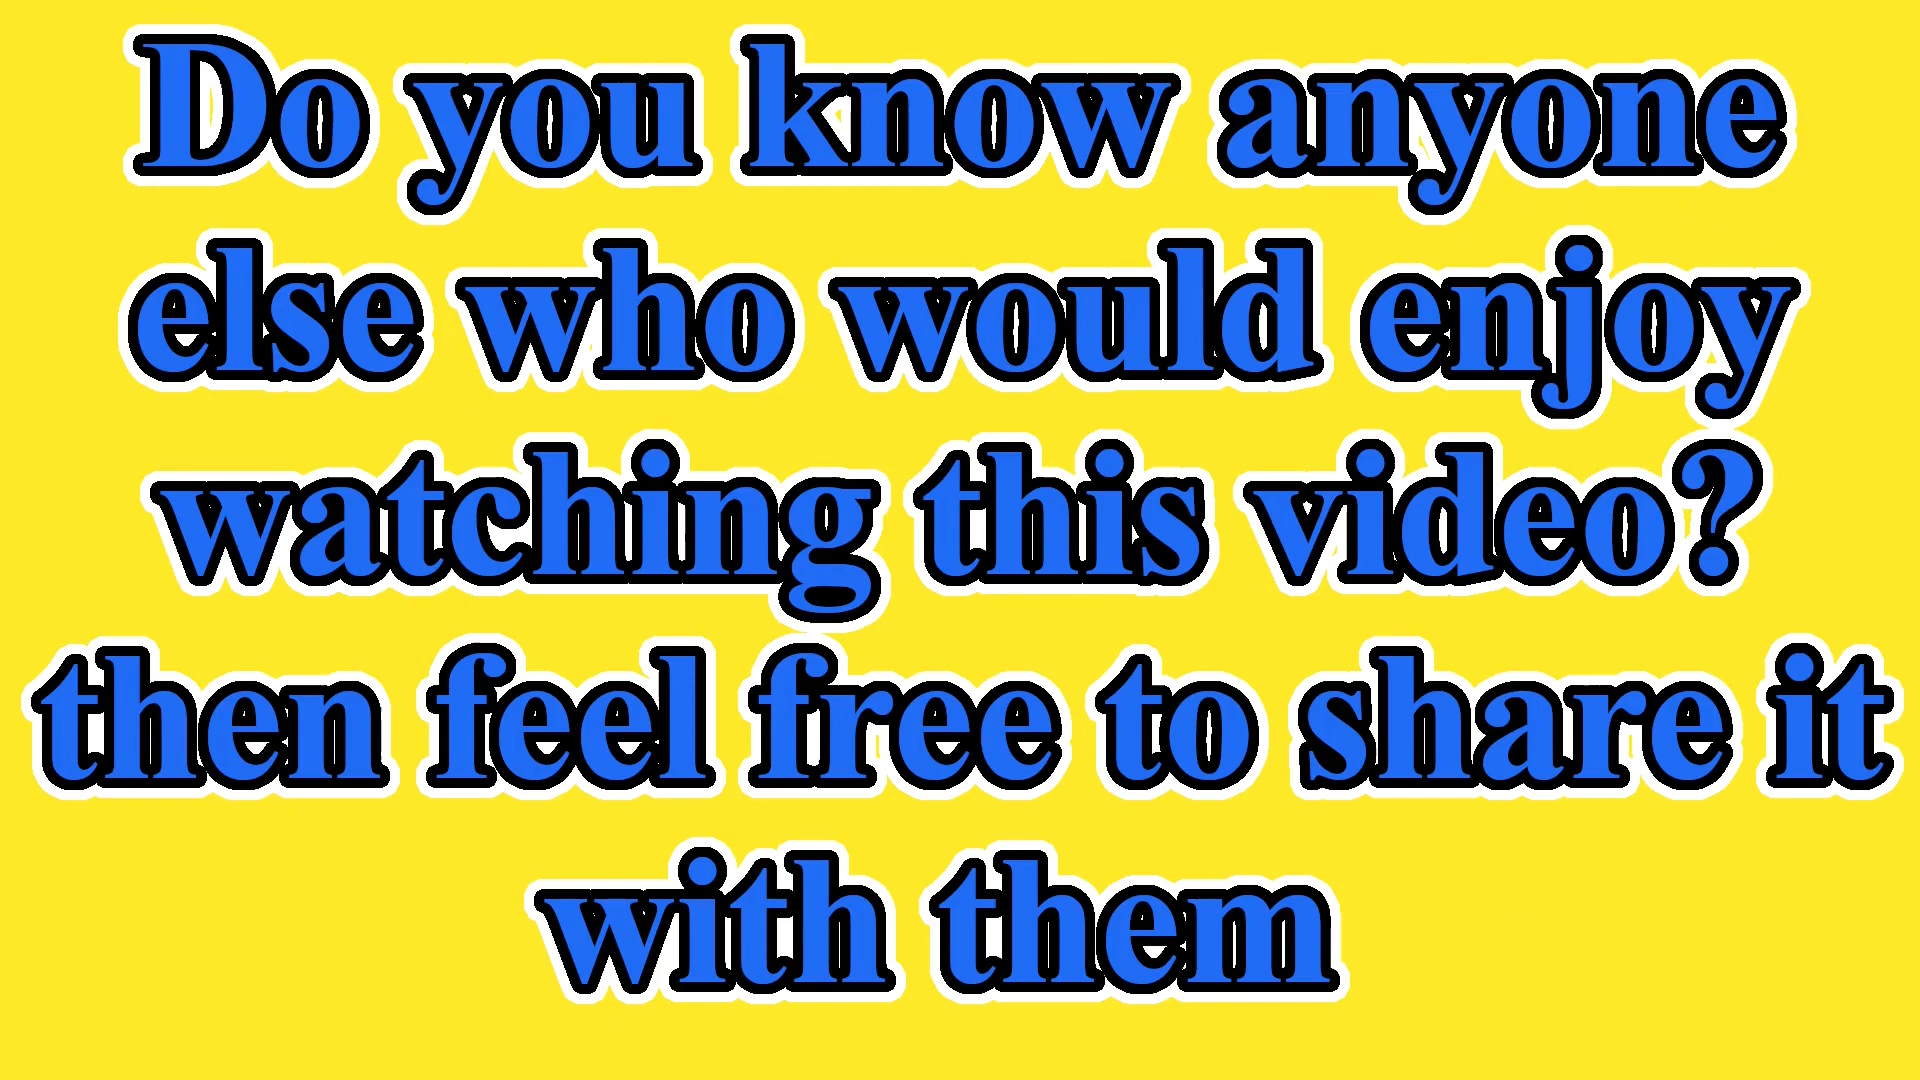 Do you know anyone
else who would enjoy
watching this video?
then feel free to share it
with them